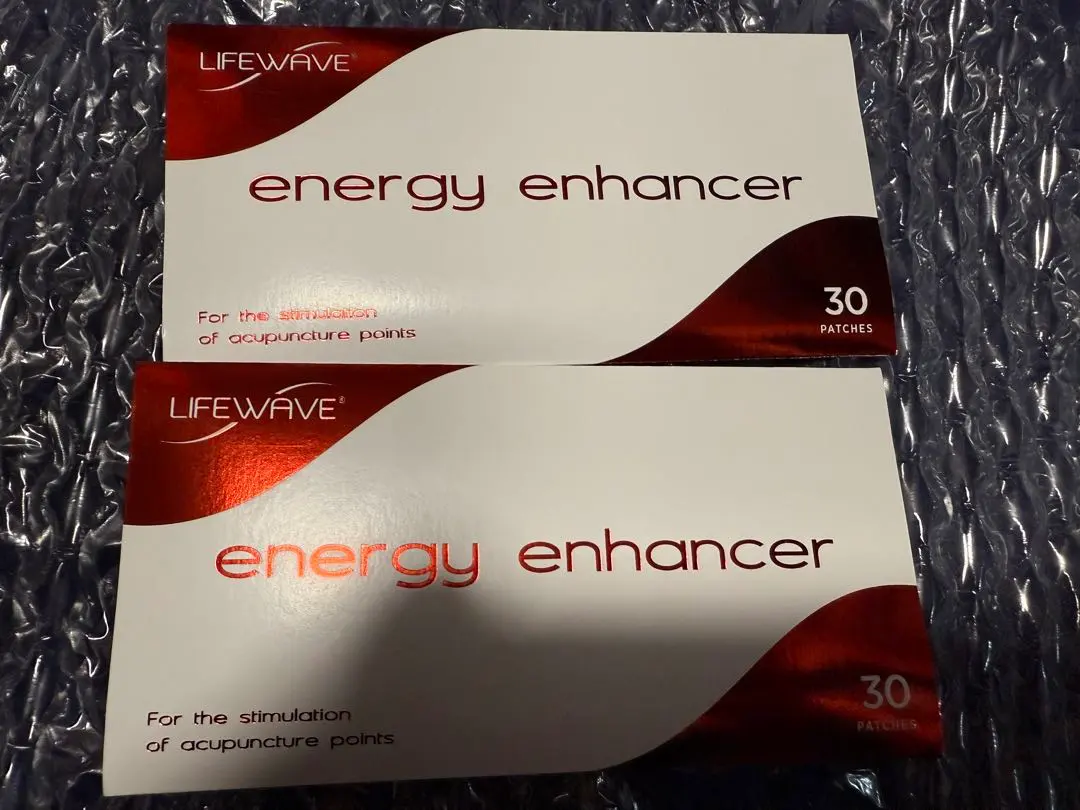 LIFEWAVE®
energy enhancer
For the stimulation
of acupuncture points
30
PATCHES
LIFEWAVE®
energy enhancer
For the stimulation
of acupuncture points
30
PATCHES